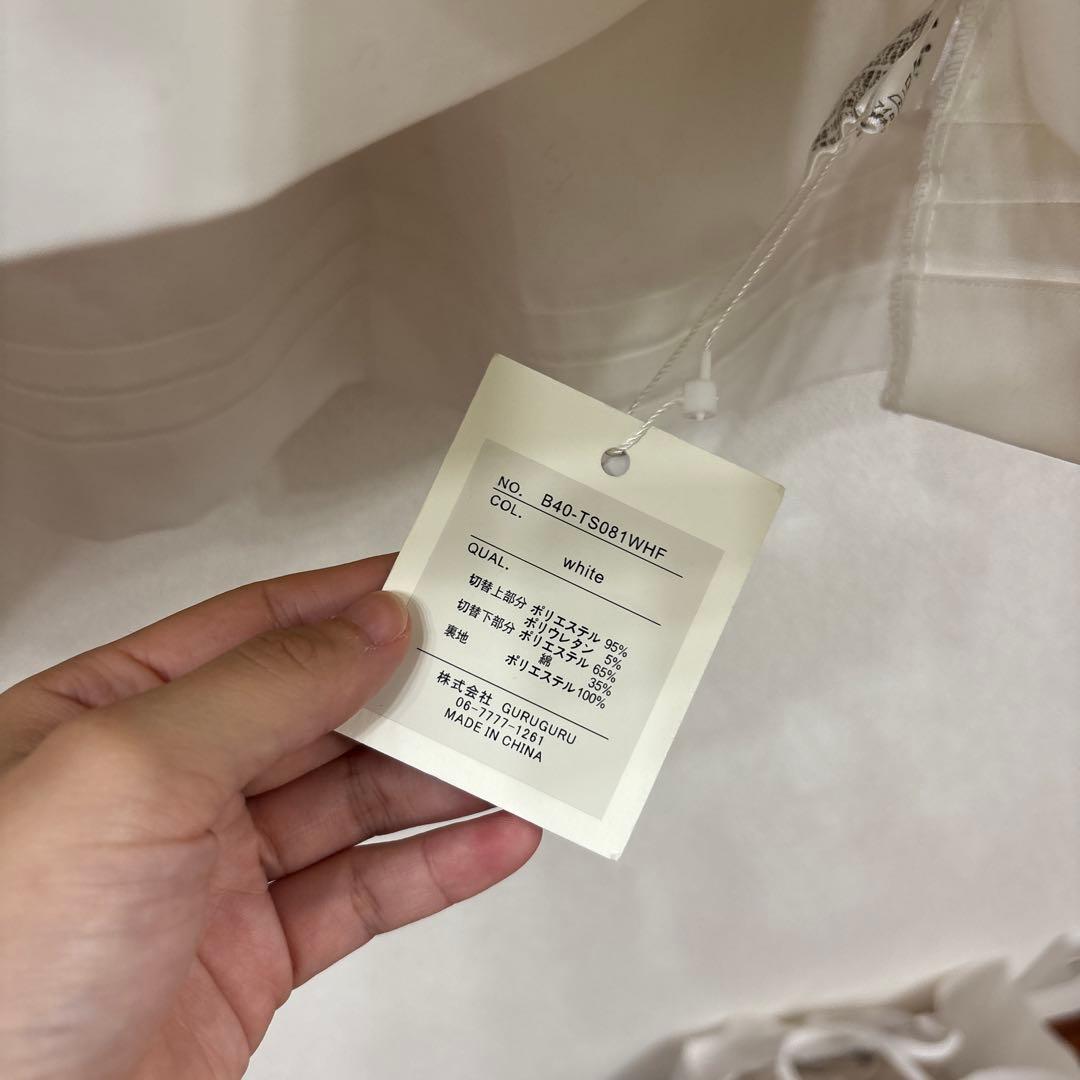 NO. B40-TS081WHF
COL.
white
QUAL.
切替上部分 ポリエステル 95%
ポリウレタン 5%
切替下部分 ポリエステル 65%
綿 35%
裏地 ポリエステル100%
株式会社 GURUGURU
06-7777-1261
MADE IN CHINA